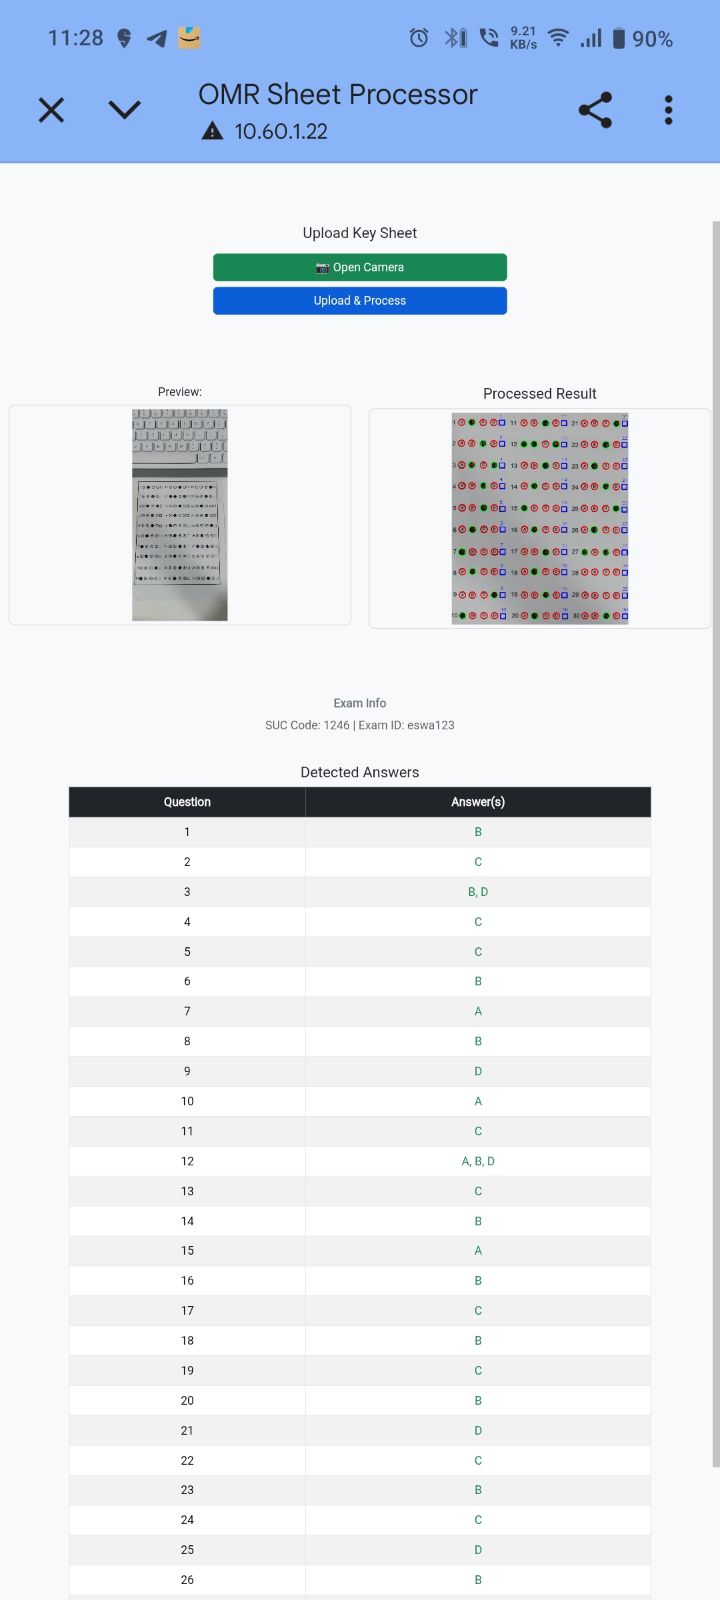 11:28
9.21
KB/s
90%
OMR Sheet Processor
10.60.1.22
Upload Key Sheet
Open Camera
Upload & Process
Preview:
Processed Result
Exam Info
SUC Code: 1246 | Exam ID: eswa123
Detected Answers
Question Answer(s)
1 B
2 C
3 B, D
4 C
5 C
6 B
7 A
8 B
9 D
10 A
11 C
12 A, B, D
13 C
14 B
15 A
16 B
17 C
18 B
19 C
20 B
21 D
22 C
23 B
24 C
25 D
26 B